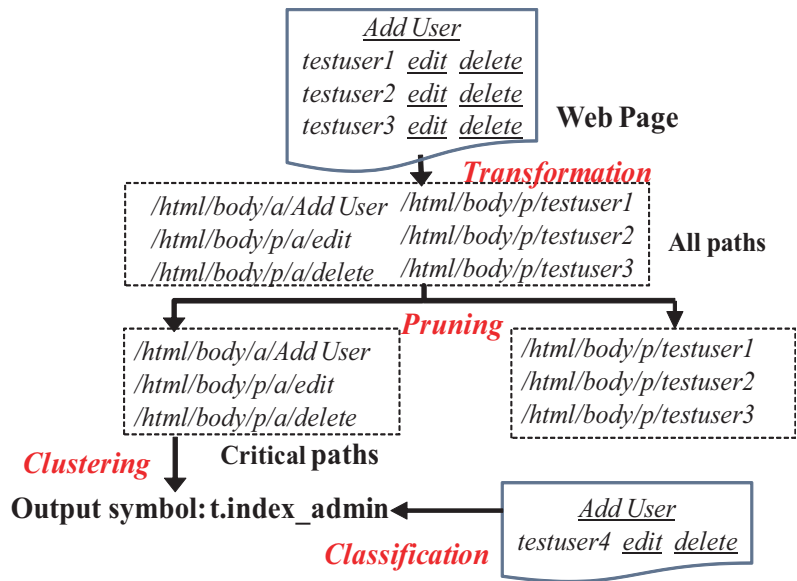 Add User
testuser1 edit delete
testuser2 edit delete
testuser3 edit delete
Web Page
Transformation
/html/body/a/Add User
/html/body/p/a/edit
/html/body/p/a/delete
/html/body/p/testuser1
/html/body/p/testuser2
/html/body/p/testuser3
All paths
Pruning
/html/body/a/Add User
/html/body/p/a/edit
/html/body/p/a/delete
/html/body/p/testuser1
/html/body/p/testuser2
/html/body/p/testuser3
Clustering
Critical paths
Output symbol: t.index_admin
Add User
testuser4 edit delete
Classification